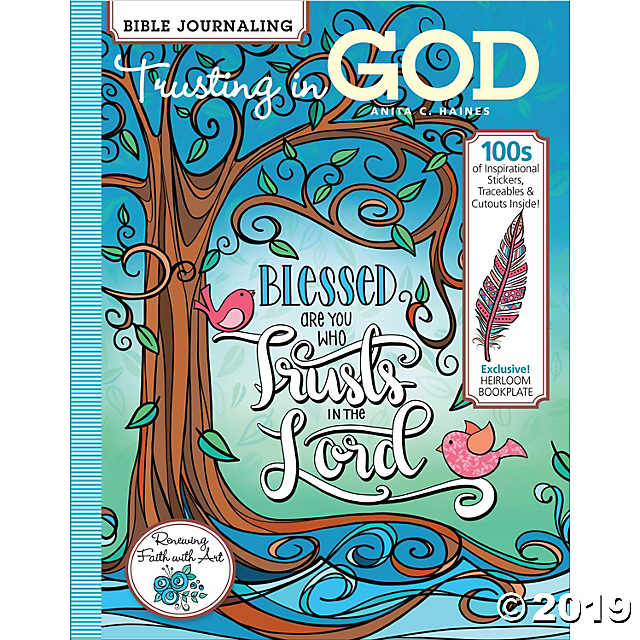 BIBLE JOURNALING
Trusting in GOD
ANITA C. HAINES
100s
of Inspirational
Stickers,
Traceables &
Cutouts Inside!
BLESSED
ARE YOU
WHO
Trusts
IN THE
Lord
Exclusive!
HEIRLOOM
BOOKPLATE
Renewing
Faith with Art
©2019